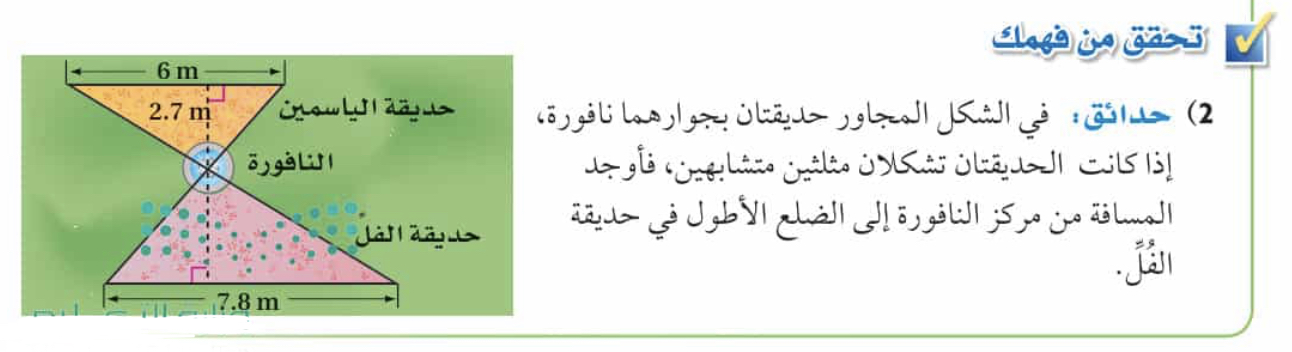 تحقق من فهمك
2) حدائق: في الشكل المجاور حديقتان بجوارهما نافورة،
إذا كانت الحديقتان تشكلان مثلثين متشابهين، فأوجد
المسافة من مركز النافورة إلى الضلع الأطول في حديقة
الفُلِّ.
6 m
2.7 m
حديقة الياسمين
النافورة
حديقة الفلّ
7.8 m